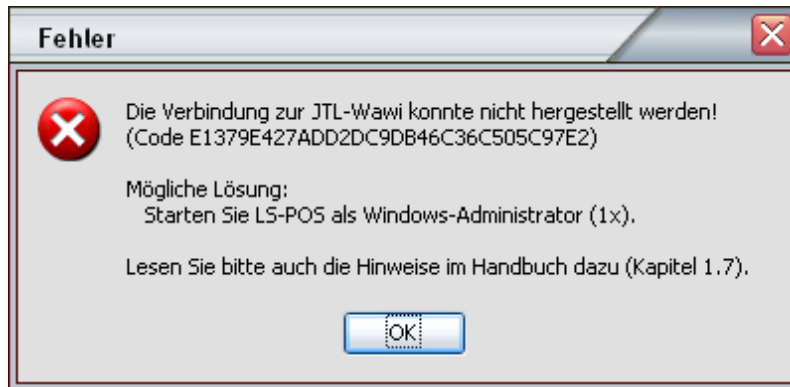 Fehler
Die Verbindung zur JTL-Wawi konnte nicht hergestellt werden!
(Code E1379E427ADD2DC9DB46C36C505C97E2)
Mögliche Lösung:
Starten Sie LS-POS als Windows-Administrator (1x).
Lesen Sie bitte auch die Hinweise im Handbuch dazu (Kapitel 1.7).
OK